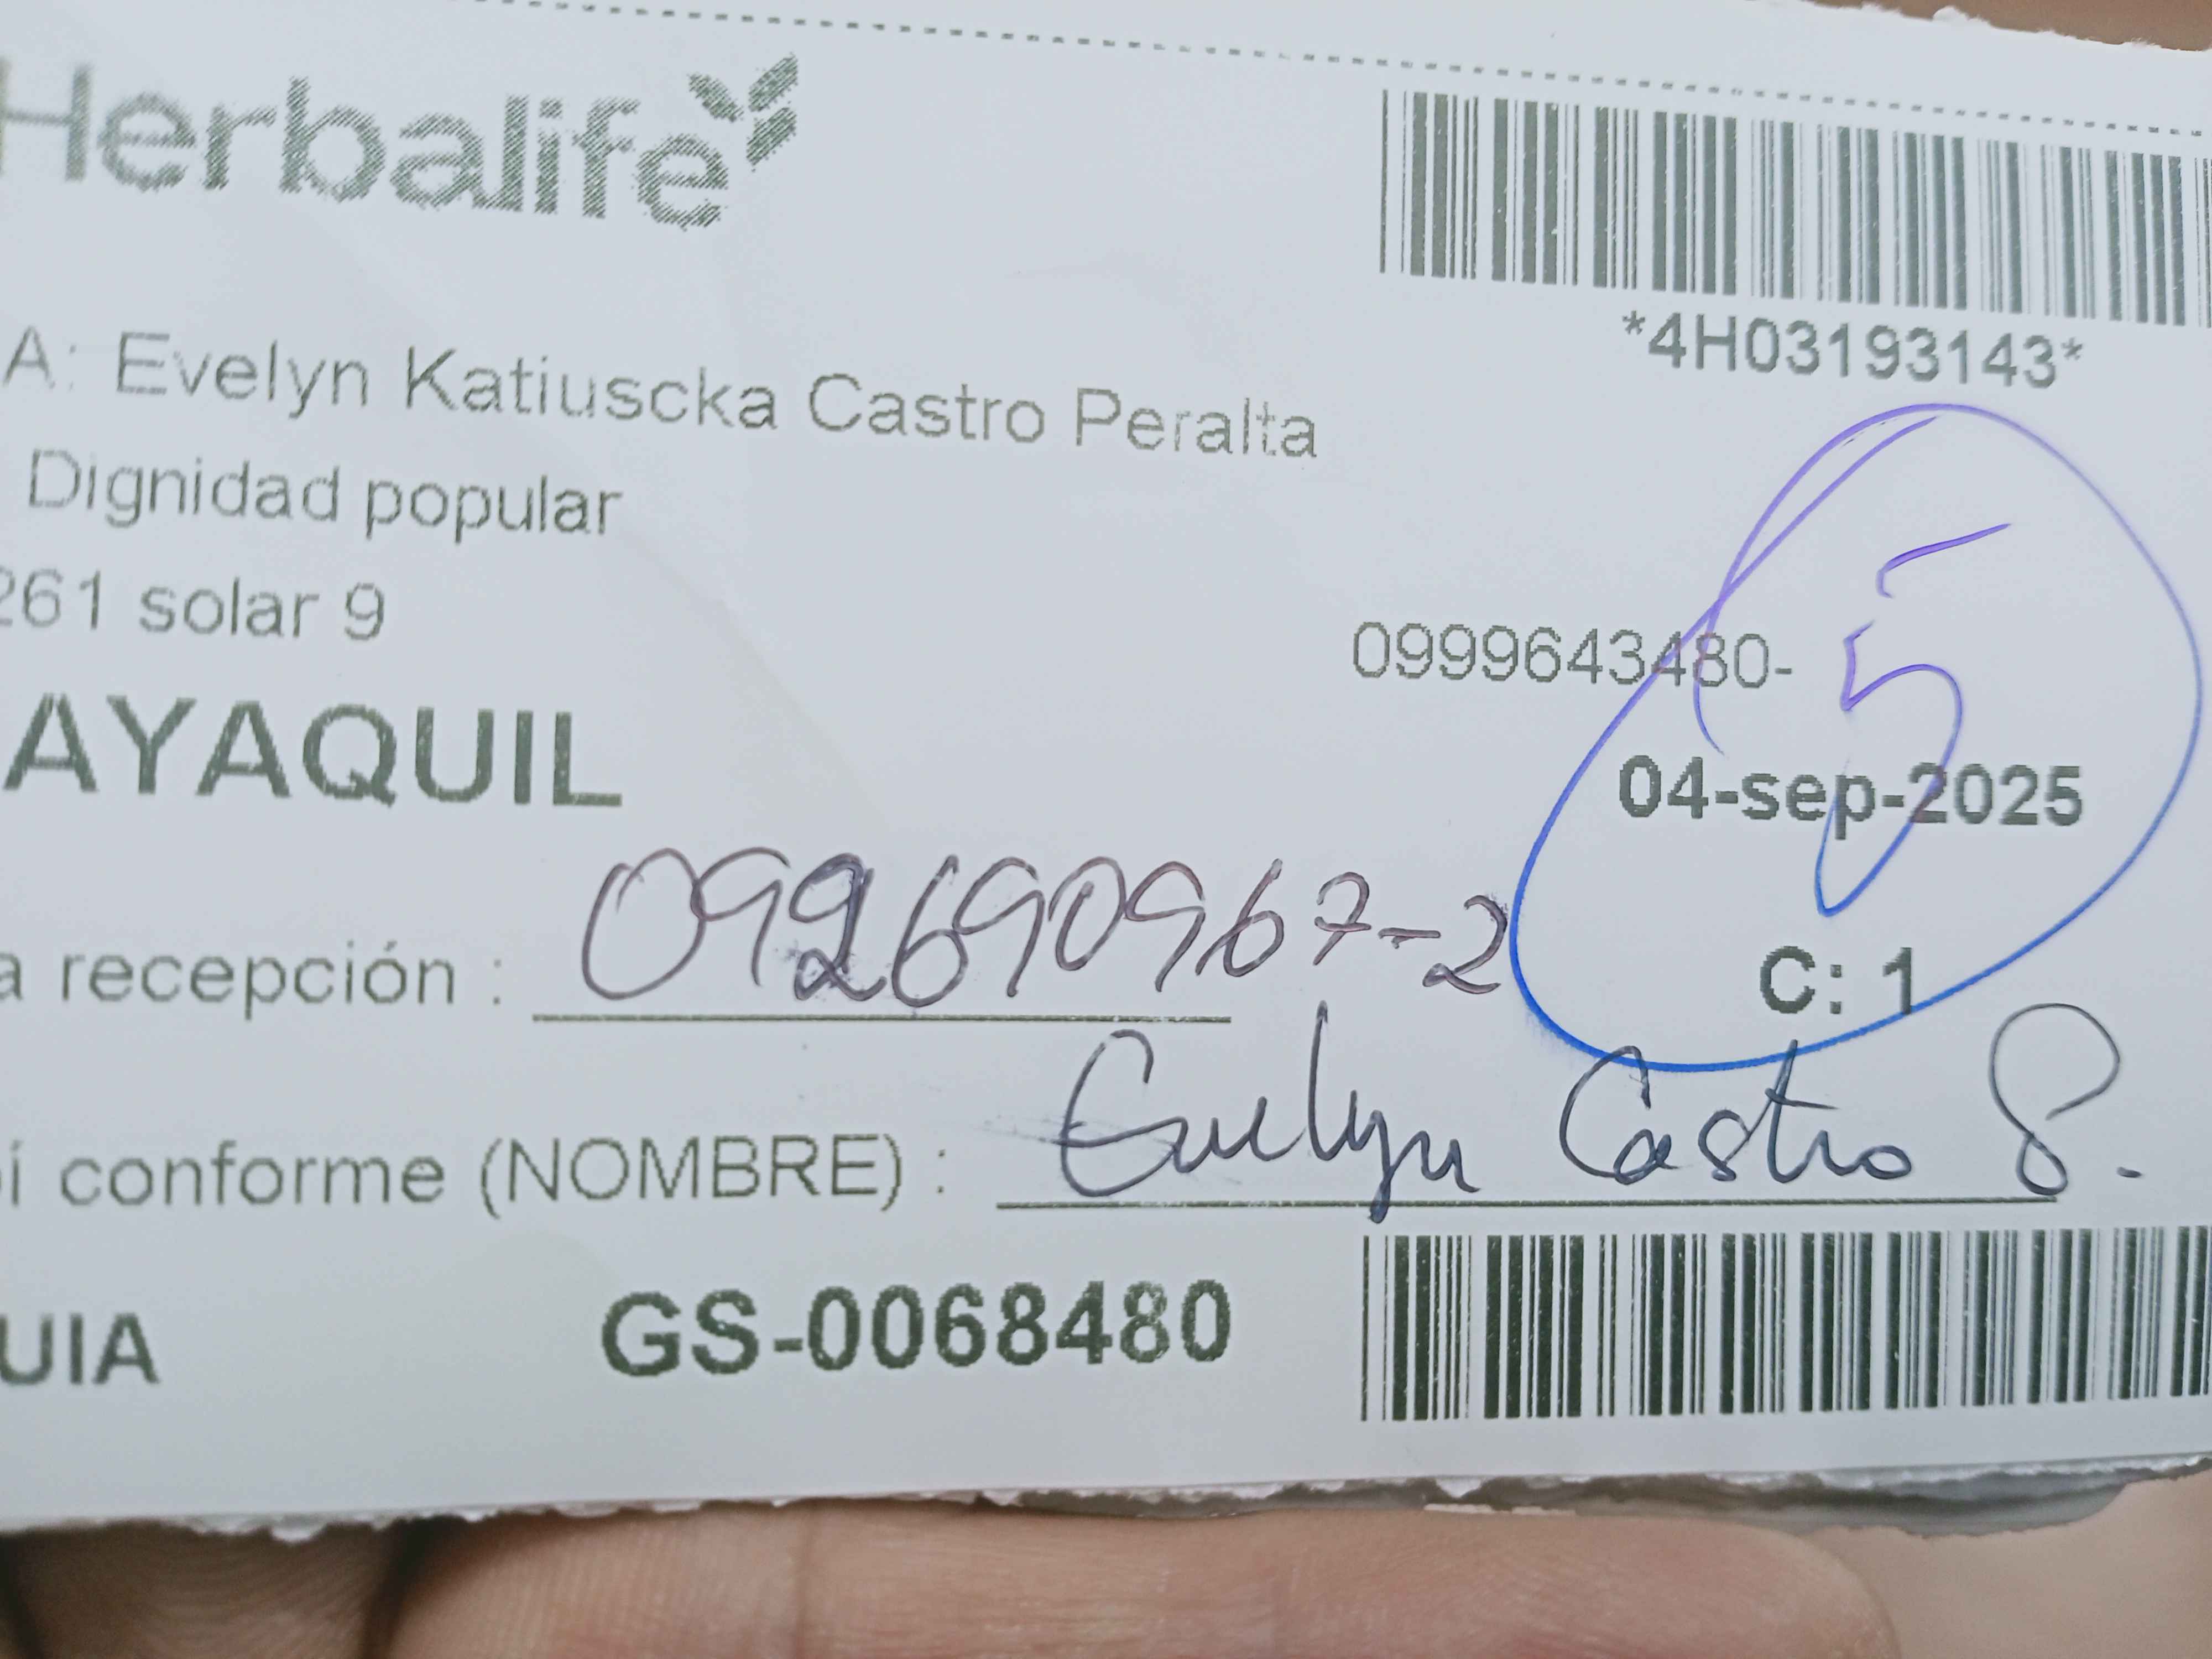 Herbalife
*4H03193143*
A: Evelyn Katiuscka Castro Peralta
Dignidad popular
261 solar 9
0999643480-
5
AYAQUIL
04-sep-2025
a recepción : 092690967-2
C: 1
í conforme (NOMBRE) : Evelyn Castro P.
UIA GS-0068480